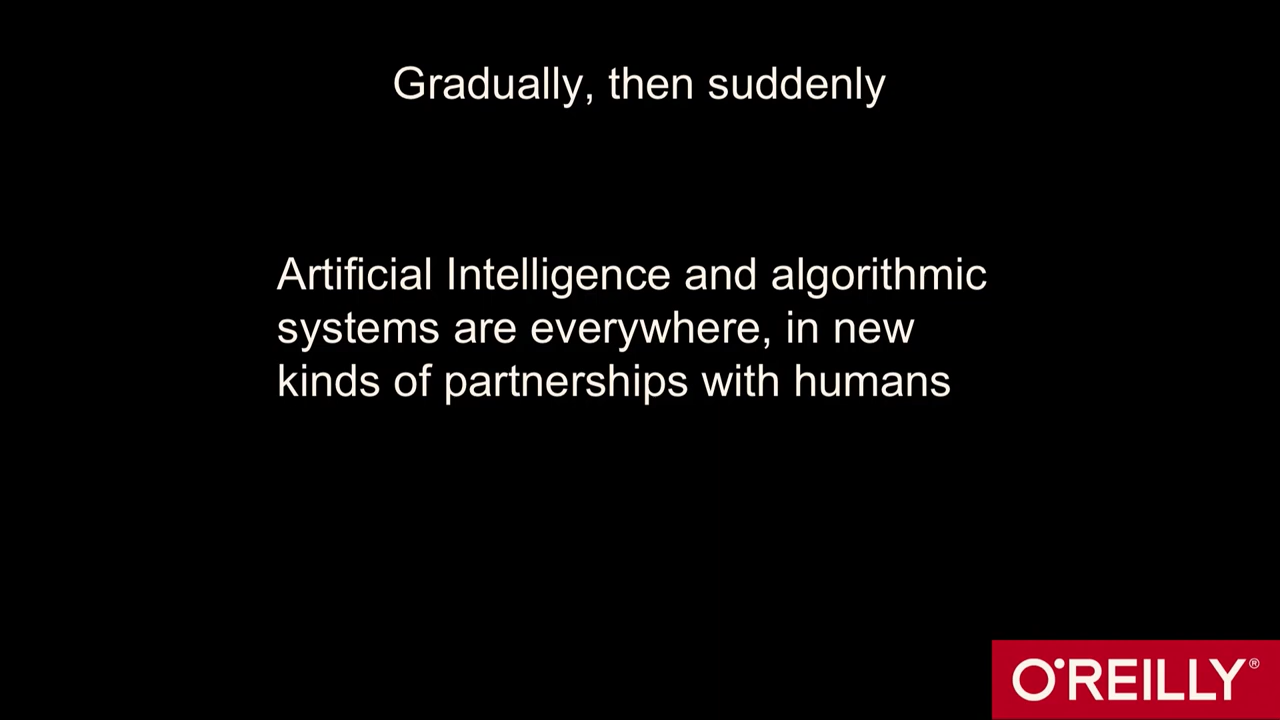 Gradually, then suddenly
Artificial Intelligence and algorithmic
systems are everywhere, in new
kinds of partnerships with humans
O'REILLY®